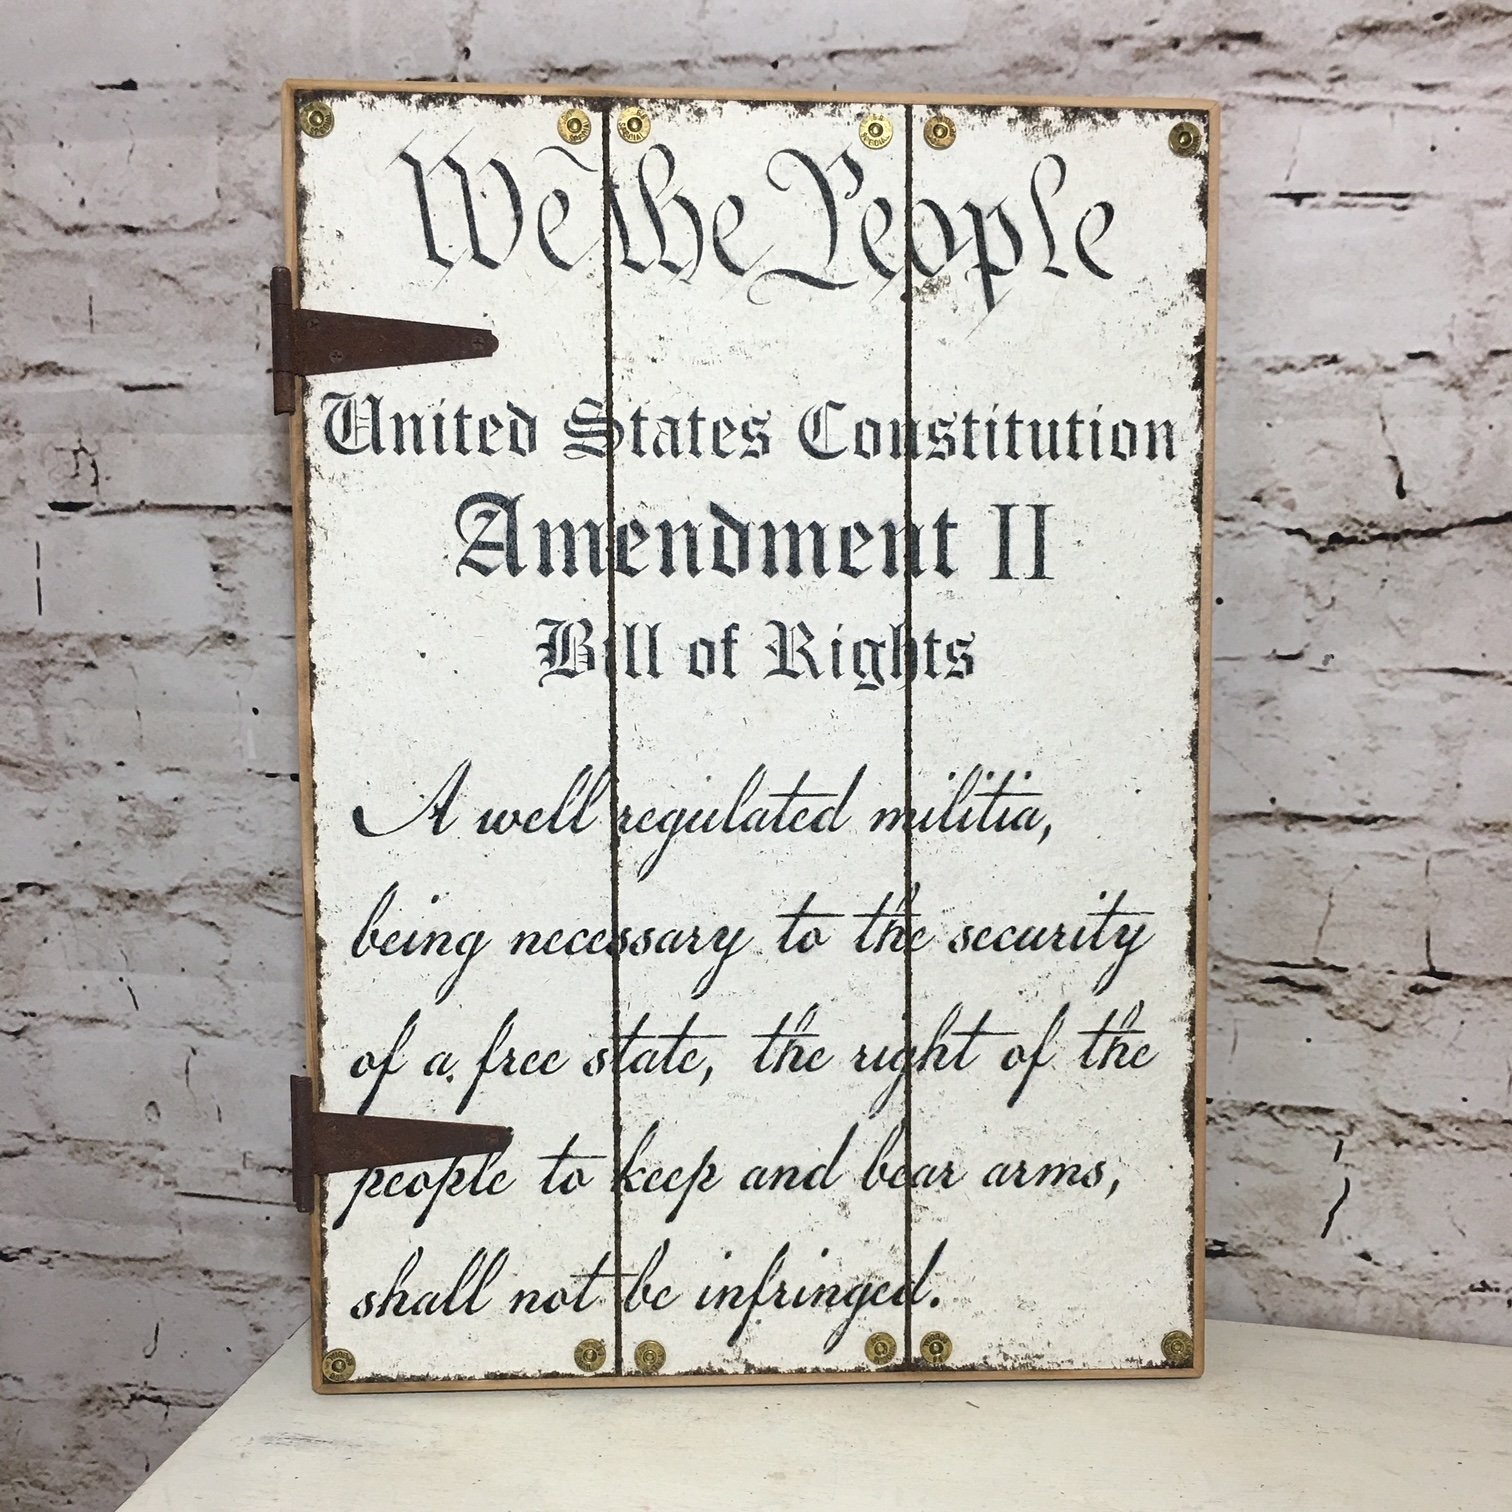 We the People
United States Constitution
Amendment II
Bill of Rights
A well regulated militia,
being necessary to the security
of a free state, the right of the
people to keep and bear arms,
shall not be infringed.